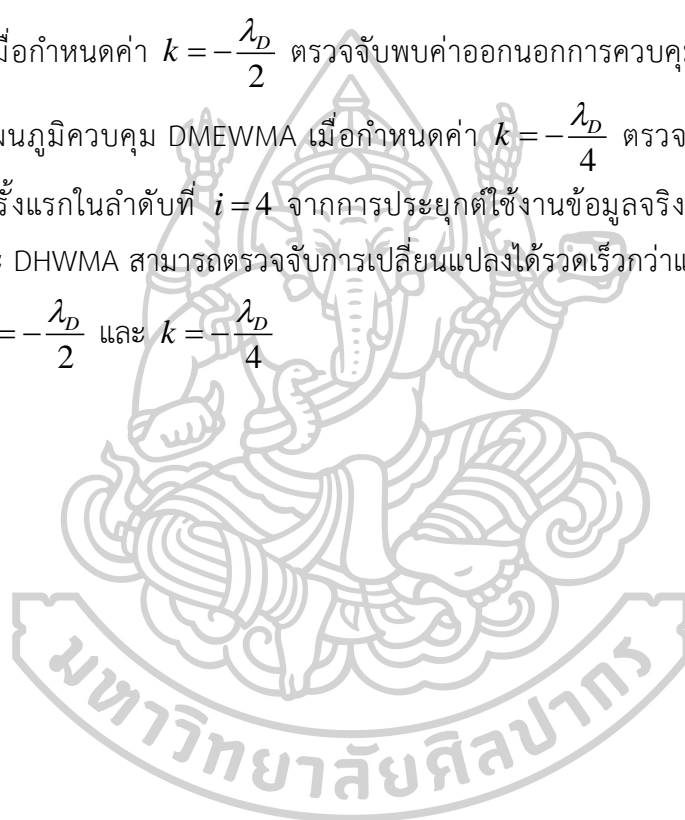 มื่อกำหนดค่า k = −λ_D/2 ตรวจจับพบค่าออกนอกการควบคุม
ผนภูมิควบคุม DMEWMA เมื่อกำหนดค่า k = −λ_D/4 ตรวจ
รั้งแรกในลำดับที่ i = 4 จากการประยุกต์ใช้งานข้อมูลจริง
ะ DHWMA สามารถตรวจจับการเปลี่ยนแปลงได้รวดเร็วกว่าแ
= −λ_D/2 และ k = −λ_D/4
มหาวิทยาลัยศิลปากร